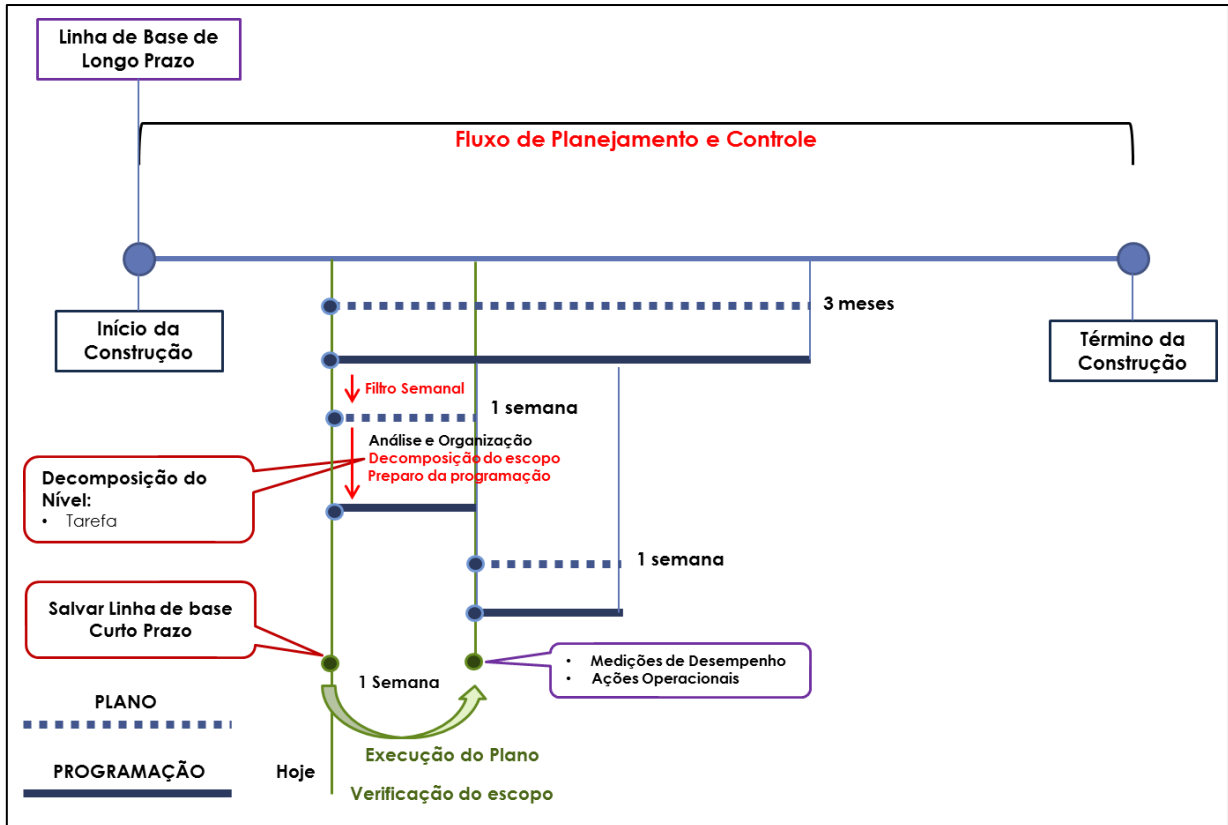 Linha de Base de
Longo Prazo
Fluxo de Planejamento e Controle
3 meses
Início da
Construção
Término da
Construção
Filtro Semanal
1 semana
Análise e Organização
Decomposição do escopo
Preparo da programação
Decomposição do
Nível:
• Tarefa
1 semana
Salvar Linha de base
Curto Prazo
• Medições de Desempenho
• Ações Operacionais
1 Semana
PLANO
Execução do Plano
PROGRAMAÇÃO
Hoje
Verificação do escopo